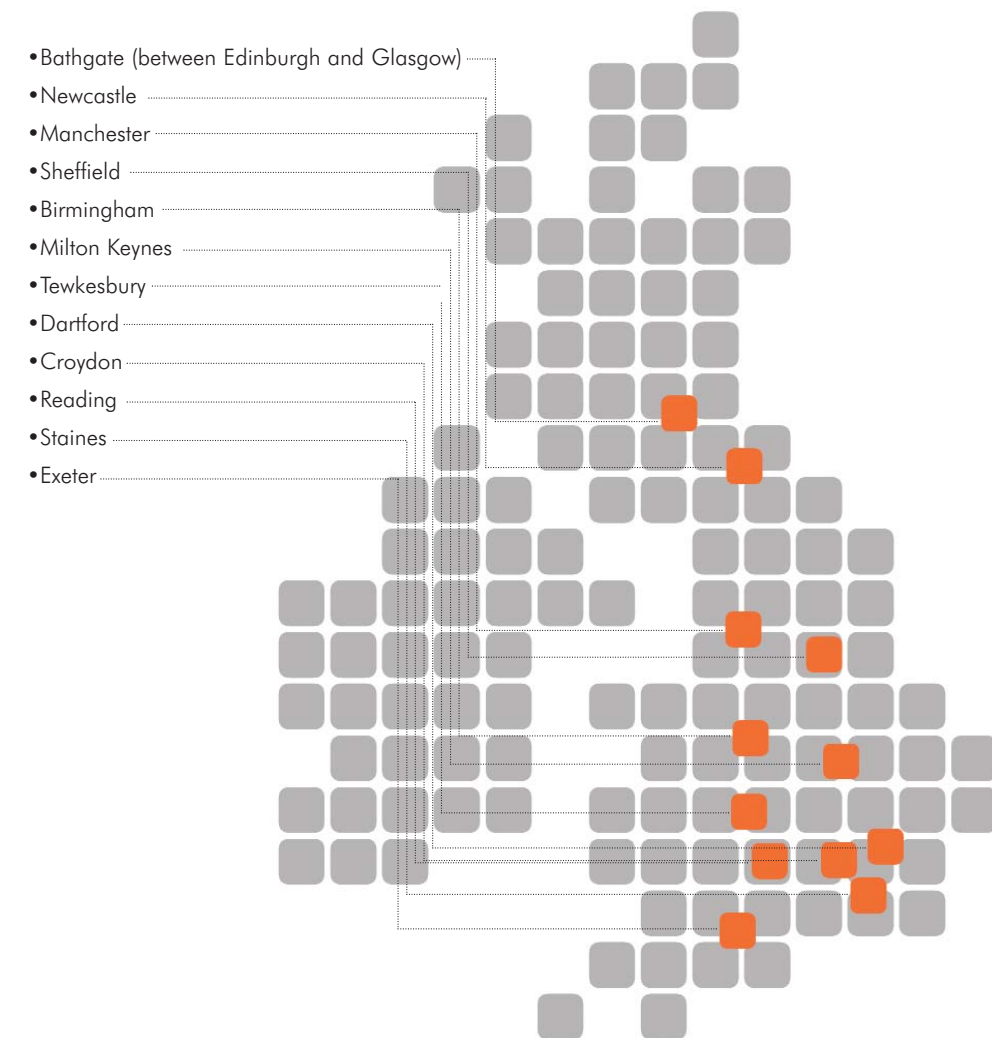 •Bathgate (between Edinburgh and Glasgow)
•Newcastle
•Manchester
•Sheffield
•Birmingham
•Milton Keynes
•Tewkesbury
•Dartford
•Croydon
•Reading
•Staines
•Exeter